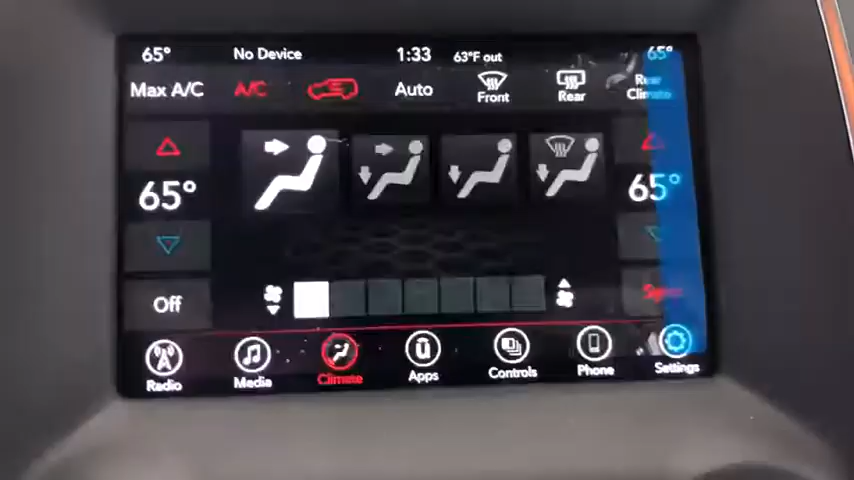 65° No Device 1:33 63°F out 65°
Max A/C A/C Auto Front Rear Rear Climate
65° 65°
Off Sync
Radio Media Climate Apps Controls Phone Settings